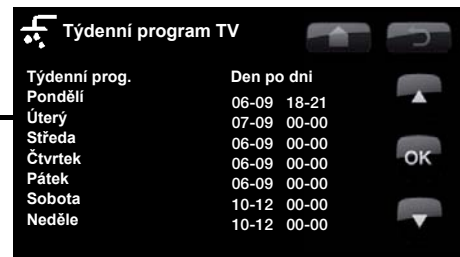 Týdenní program TV
Týdenní prog. Den po dni
Pondělí 06-09 18-21
Úterý 07-09 00-00
Středa 06-09 00-00
Čtvrtek 06-09 00-00
Pátek 06-09 00-00
Sobota 10-12 00-00
Neděle 10-12 00-00
OK